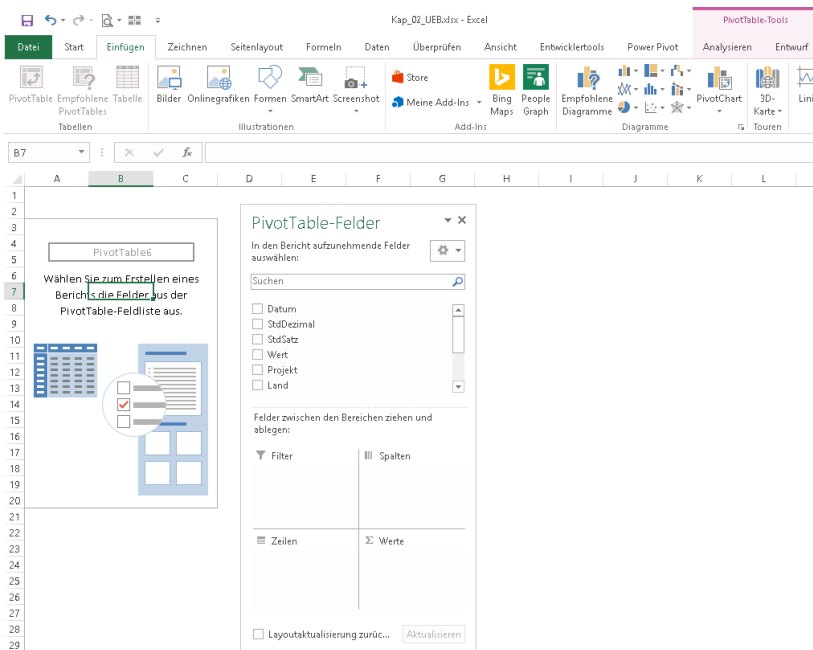 Kap_02_UEB.xlsx - Excel
PivotTable-Tools
Datei Start Einfügen Zeichnen Seitenlayout Formeln Daten Überprüfen Ansicht Entwicklertools Power Pivot Analysieren Entwurf
PivotTable Empfohlene PivotTables Tabelle
Bilder Onlinegrafiken Formen SmartArt Screenshot
Store
Meine Add-Ins
Bing Maps
People Graph
Empfohlene Diagramme
PivotChart
3D-Karte
Lini
Tabellen Illustrationen Add-Ins Diagramme Touren
B7 fx
A B C D E F G H I J K L
1
2
3
4
5
6
7
8
9
10
11
12
13
14
15
16
17
18
19
20
21
22
23
24
25
26
27
28
29
PivotTable6
Wählen Sie zum Erstellen eines
Berichts die Felder aus der
PivotTable-Feldliste aus.
PivotTable-Felder
In den Bericht aufzunehmende Felder
auswählen:
Suchen
Datum
StdDezimal
StdSatz
Wert
Projekt
Land
Felder zwischen den Bereichen ziehen und
ablegen:
Filter
Spalten
Zeilen
Σ Werte
Layoutaktualisierung zurüc...
Aktualisieren